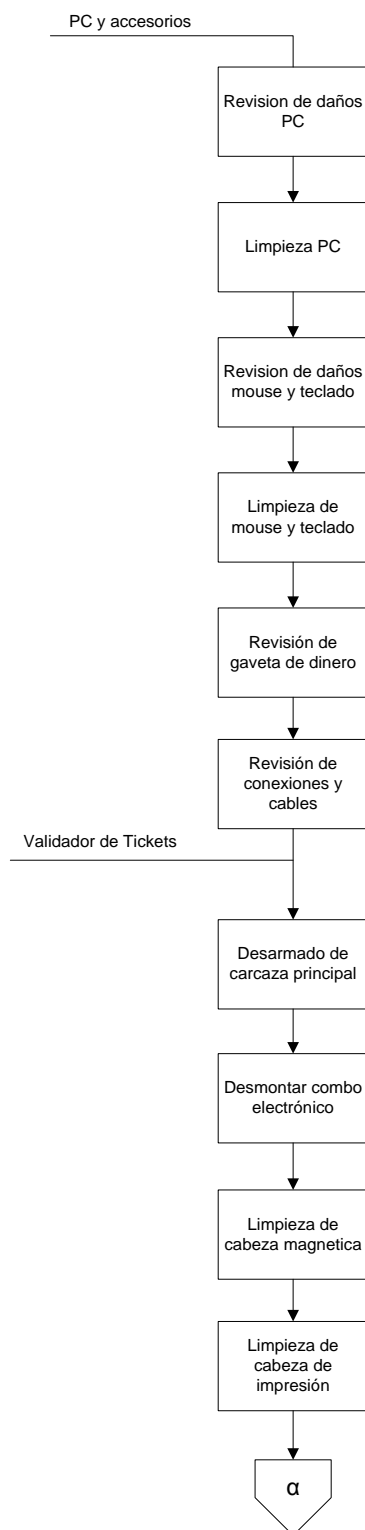 PC y accesorios
Revision de daños
PC
Limpieza PC
Revision de daños
mouse y teclado
Limpieza de
mouse y teclado
Revisión de
gaveta de dinero
Revisión de
conexiones y
cables
Validador de Tickets
Desarmado de
carcaza principal
Desmontar combo
electrónico
Limpieza de
cabeza magnetica
Limpieza de
cabeza de
impresión
α